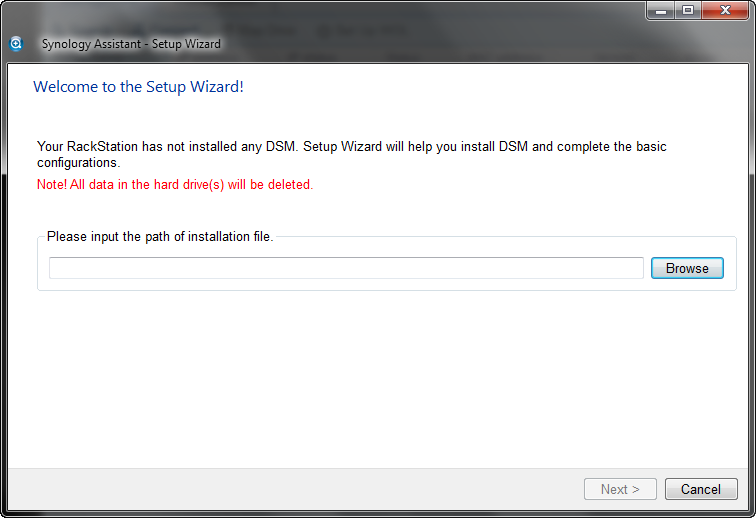 Synology Assistant - Setup Wizard
Welcome to the Setup Wizard!
Your RackStation has not installed any DSM. Setup Wizard will help you install DSM and complete the basic
configurations.
Note! All data in the hard drive(s) will be deleted.
Please input the path of installation file.
Browse
Next >
Cancel